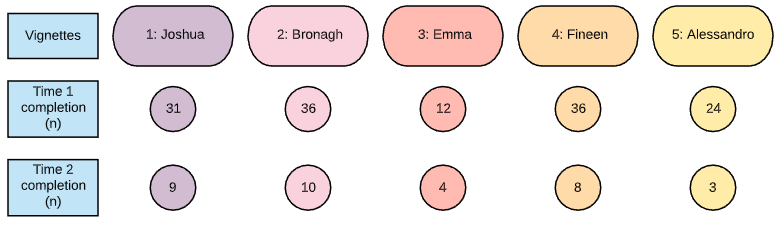 Vignettes
1: Joshua
2: Bronagh
3: Emma
4: Fineen
5: Alessandro
Time 1
completion
(n)
31
36
12
36
24
Time 2
completion
(n)
9
10
4
8
3